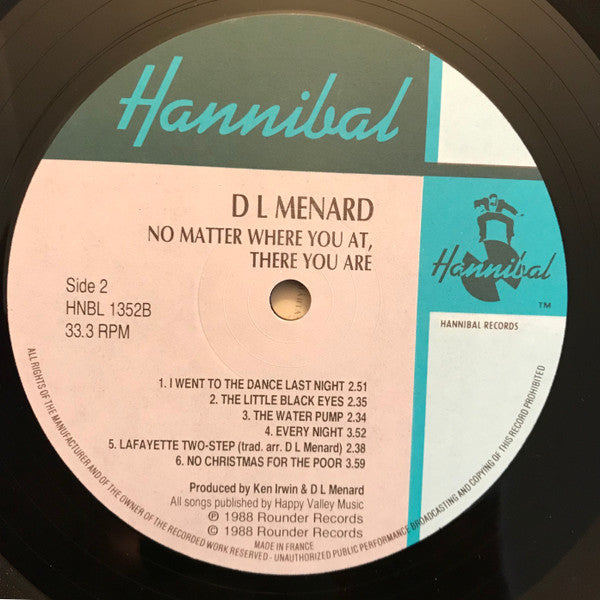 Hannibal
D L MENARD
NO MATTER WHERE YOU AT,
THERE YOU ARE
Side 2
HNBL 1352B
33.3 RPM
Hannibal
TM
HANNIBAL RECORDS
1. I WENT TO THE DANCE LAST NIGHT 2.51
2. THE LITTLE BLACK EYES 2.35
3. THE WATER PUMP 2.34
4. EVERY NIGHT 3.52
5. LAFAYETTE TWO-STEP (trad. arr. D L Menard) 2.38
6. NO CHRISTMAS FOR THE POOR 3.59
Produced by Ken Irwin & D L Menard
All songs published by Happy Valley Music
℗ 1988 Rounder Records
© 1988 Rounder Records
MADE IN FRANCE
ALL RIGHTS OF THE MANUFACTURER AND OF THE OWNER OF THE RECORDED WORK RESERVED - UNAUTHORIZED PUBLIC PERFORMANCE BROADCASTING AND COPYING OF THIS RECORD PROHIBITED